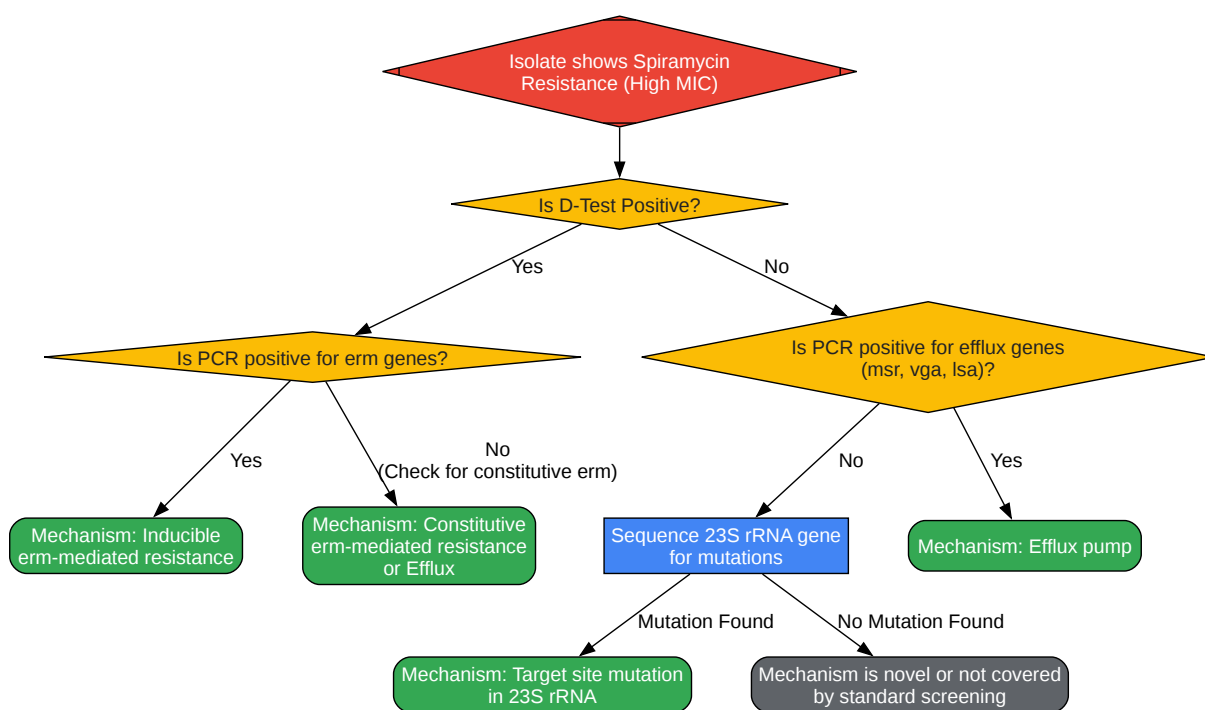 Isolate shows Spiramycin
Resistance (High MIC)
Is D-Test Positive?
Yes
No
Is PCR positive for erm genes?
Is PCR positive for efflux genes
(msr, vga, lsa)?
Yes
No
(Check for constitutive erm)
No
Yes
Mechanism: Inducible
erm-mediated resistance
Mechanism: Constitutive
erm-mediated resistance
or Efflux
Sequence 23S rRNA gene
for mutations
Mechanism: Efflux pump
Mutation Found
No Mutation Found
Mechanism: Target site mutation
in 23S rRNA
Mechanism is novel or not covered
by standard screening